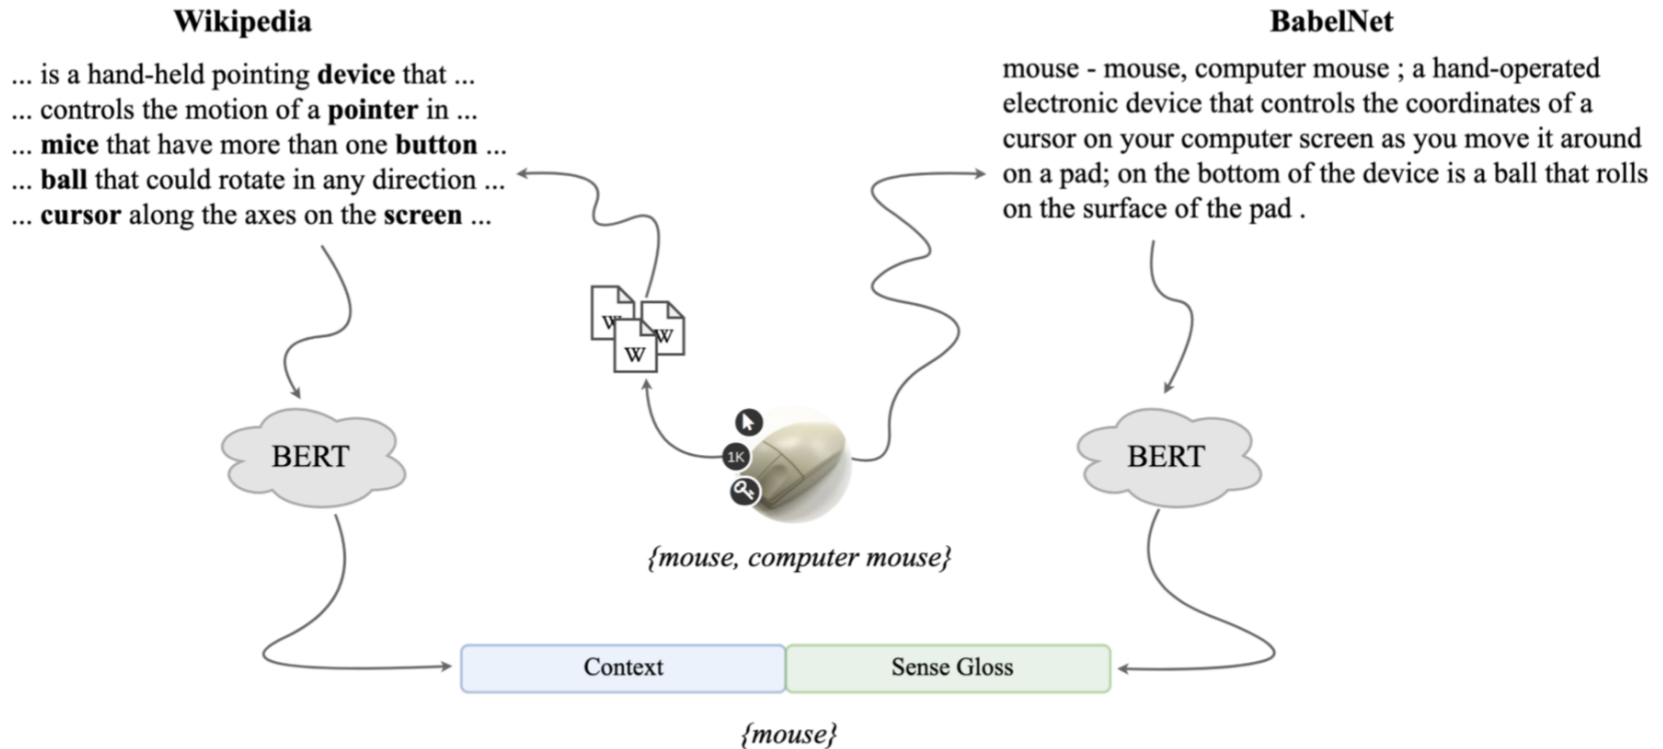 Wikipedia
... is a hand-held pointing device that ...
... controls the motion of a pointer in ...
... mice that have more than one button ...
... ball that could rotate in any direction ...
... cursor along the axes on the screen ...
BabelNet
mouse - mouse, computer mouse ; a hand-operated
electronic device that controls the coordinates of a
cursor on your computer screen as you move it around
on a pad; on the bottom of the device is a ball that rolls
on the surface of the pad .
W
W
W
1K
BERT
BERT
{mouse, computer mouse}
Context
Sense Gloss
{mouse}